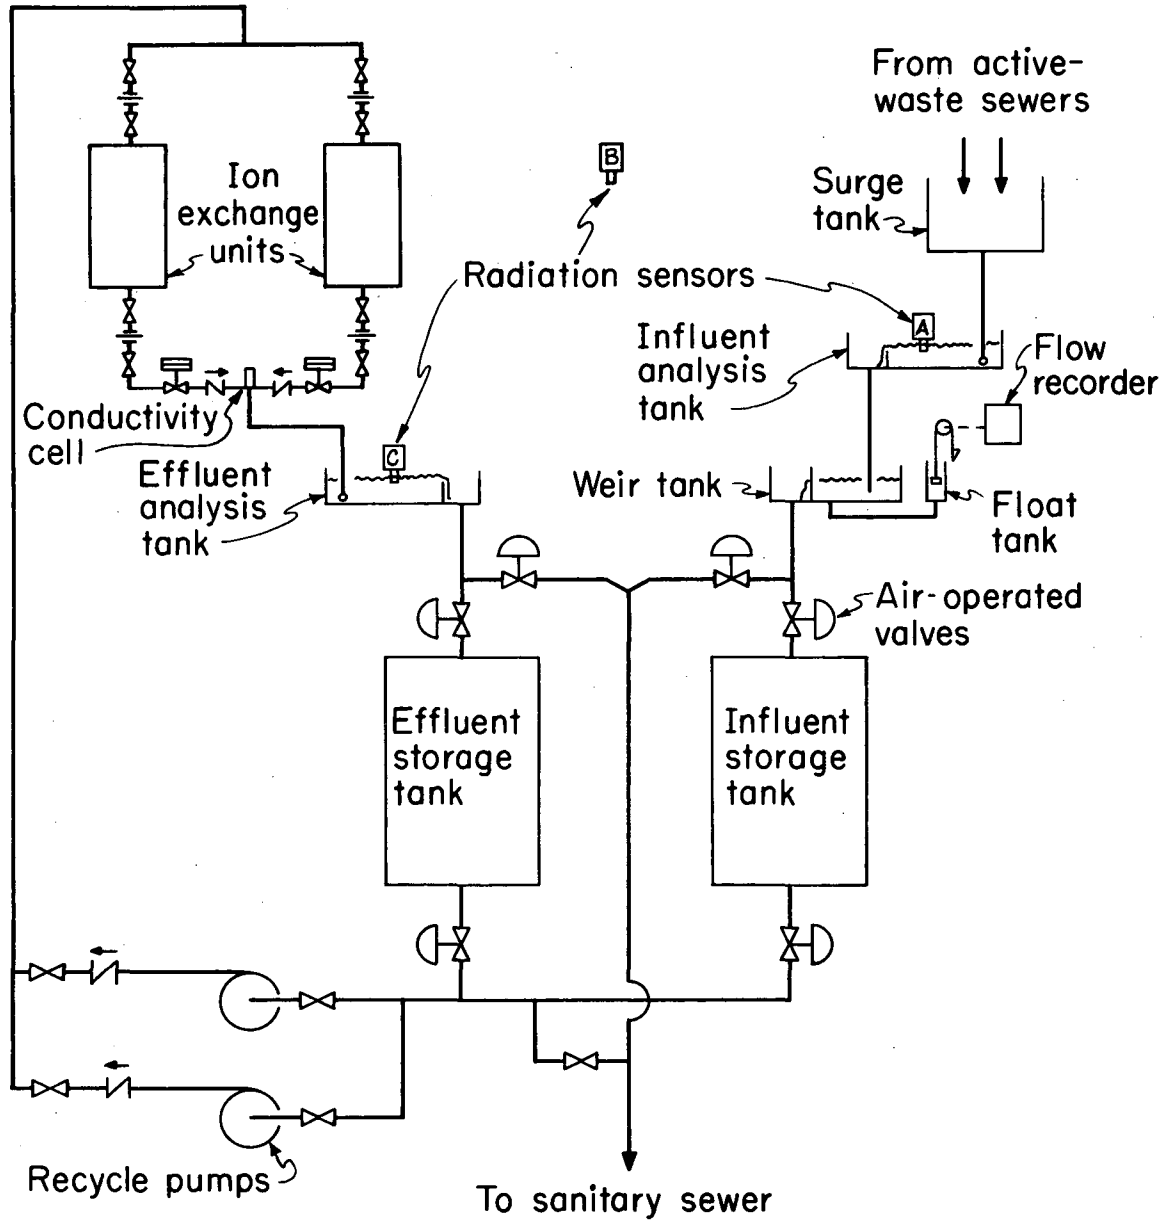 From active-
waste sewers
B
Surge
tank
Ion
exchange
units
Radiation sensors
A
Influent
analysis
tank
Flow
recorder
Conductivity
cell
C
Effluent
analysis
tank
Weir tank
Float
tank
Air-operated
valves
Effluent
storage
tank
Influent
storage
tank
Recycle pumps
To sanitary sewer